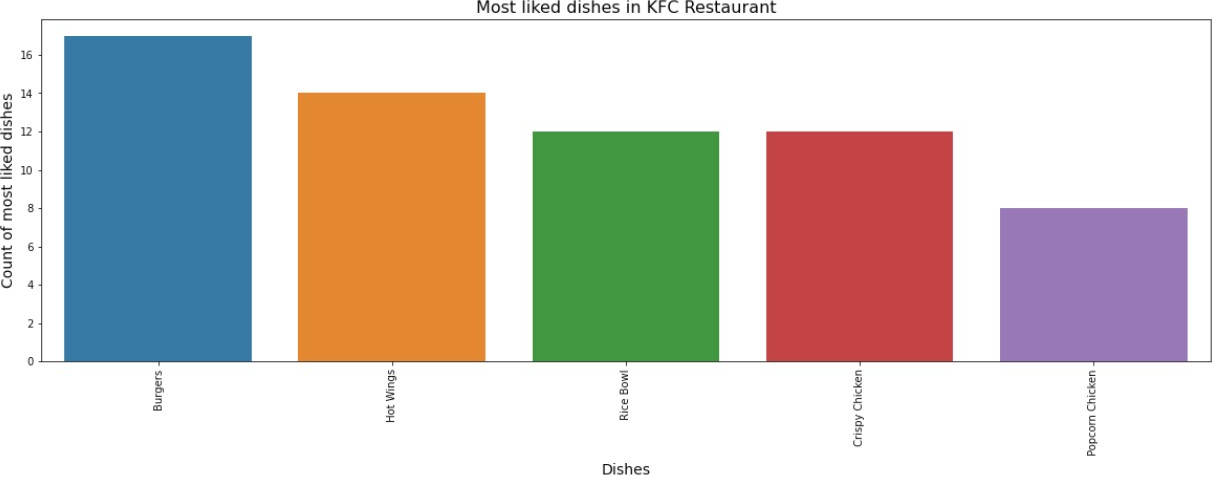 Most liked dishes in KFC Restaurant
Count of most liked dishes
16
14
12
10
8
6
4
2
0
Burgers
Hot Wings
Rice Bowl
Crispy Chicken
Popcorn Chicken
Dishes